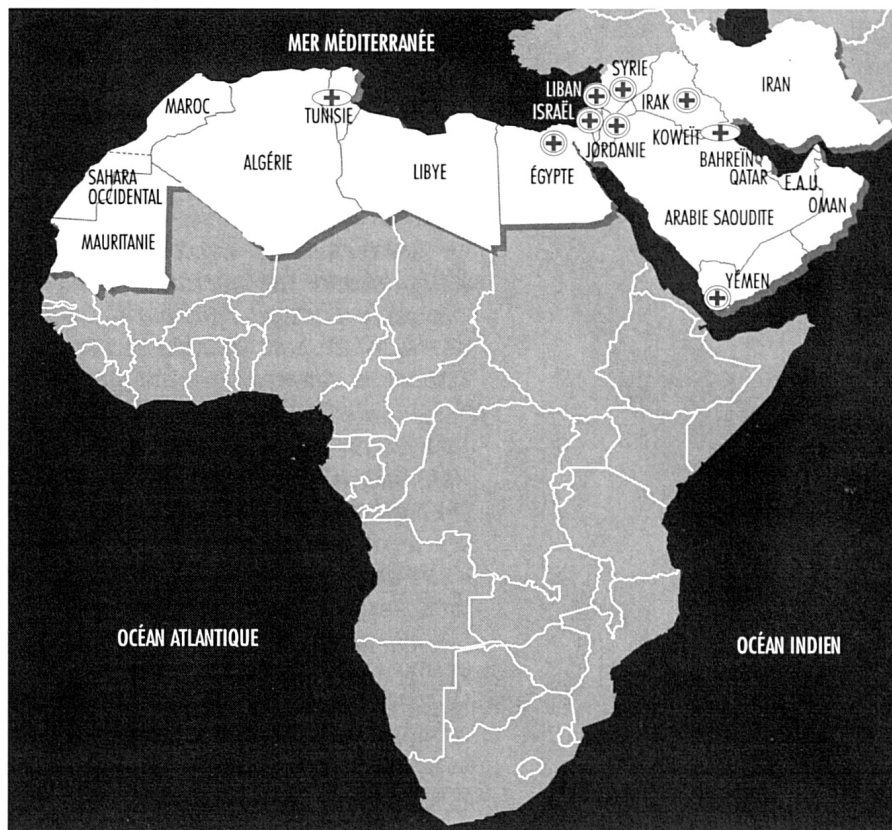 MER MÉDITERRANÉE
SYRIE
LIBAN
IRAN
MAROC
IRAK
ISRAËL
TUNISIE
KOWEÏT
JORDANIE
BAHREÏN
ALGÉRIE
LIBYE
ÉGYPTE
QATAR
SAHARA
OCCIDENTAL
E.A.U.
OMAN
ARABIE SAOUDITE
MAURITANIE
YÉMEN
OCÉAN ATLANTIQUE
OCÉAN INDIEN